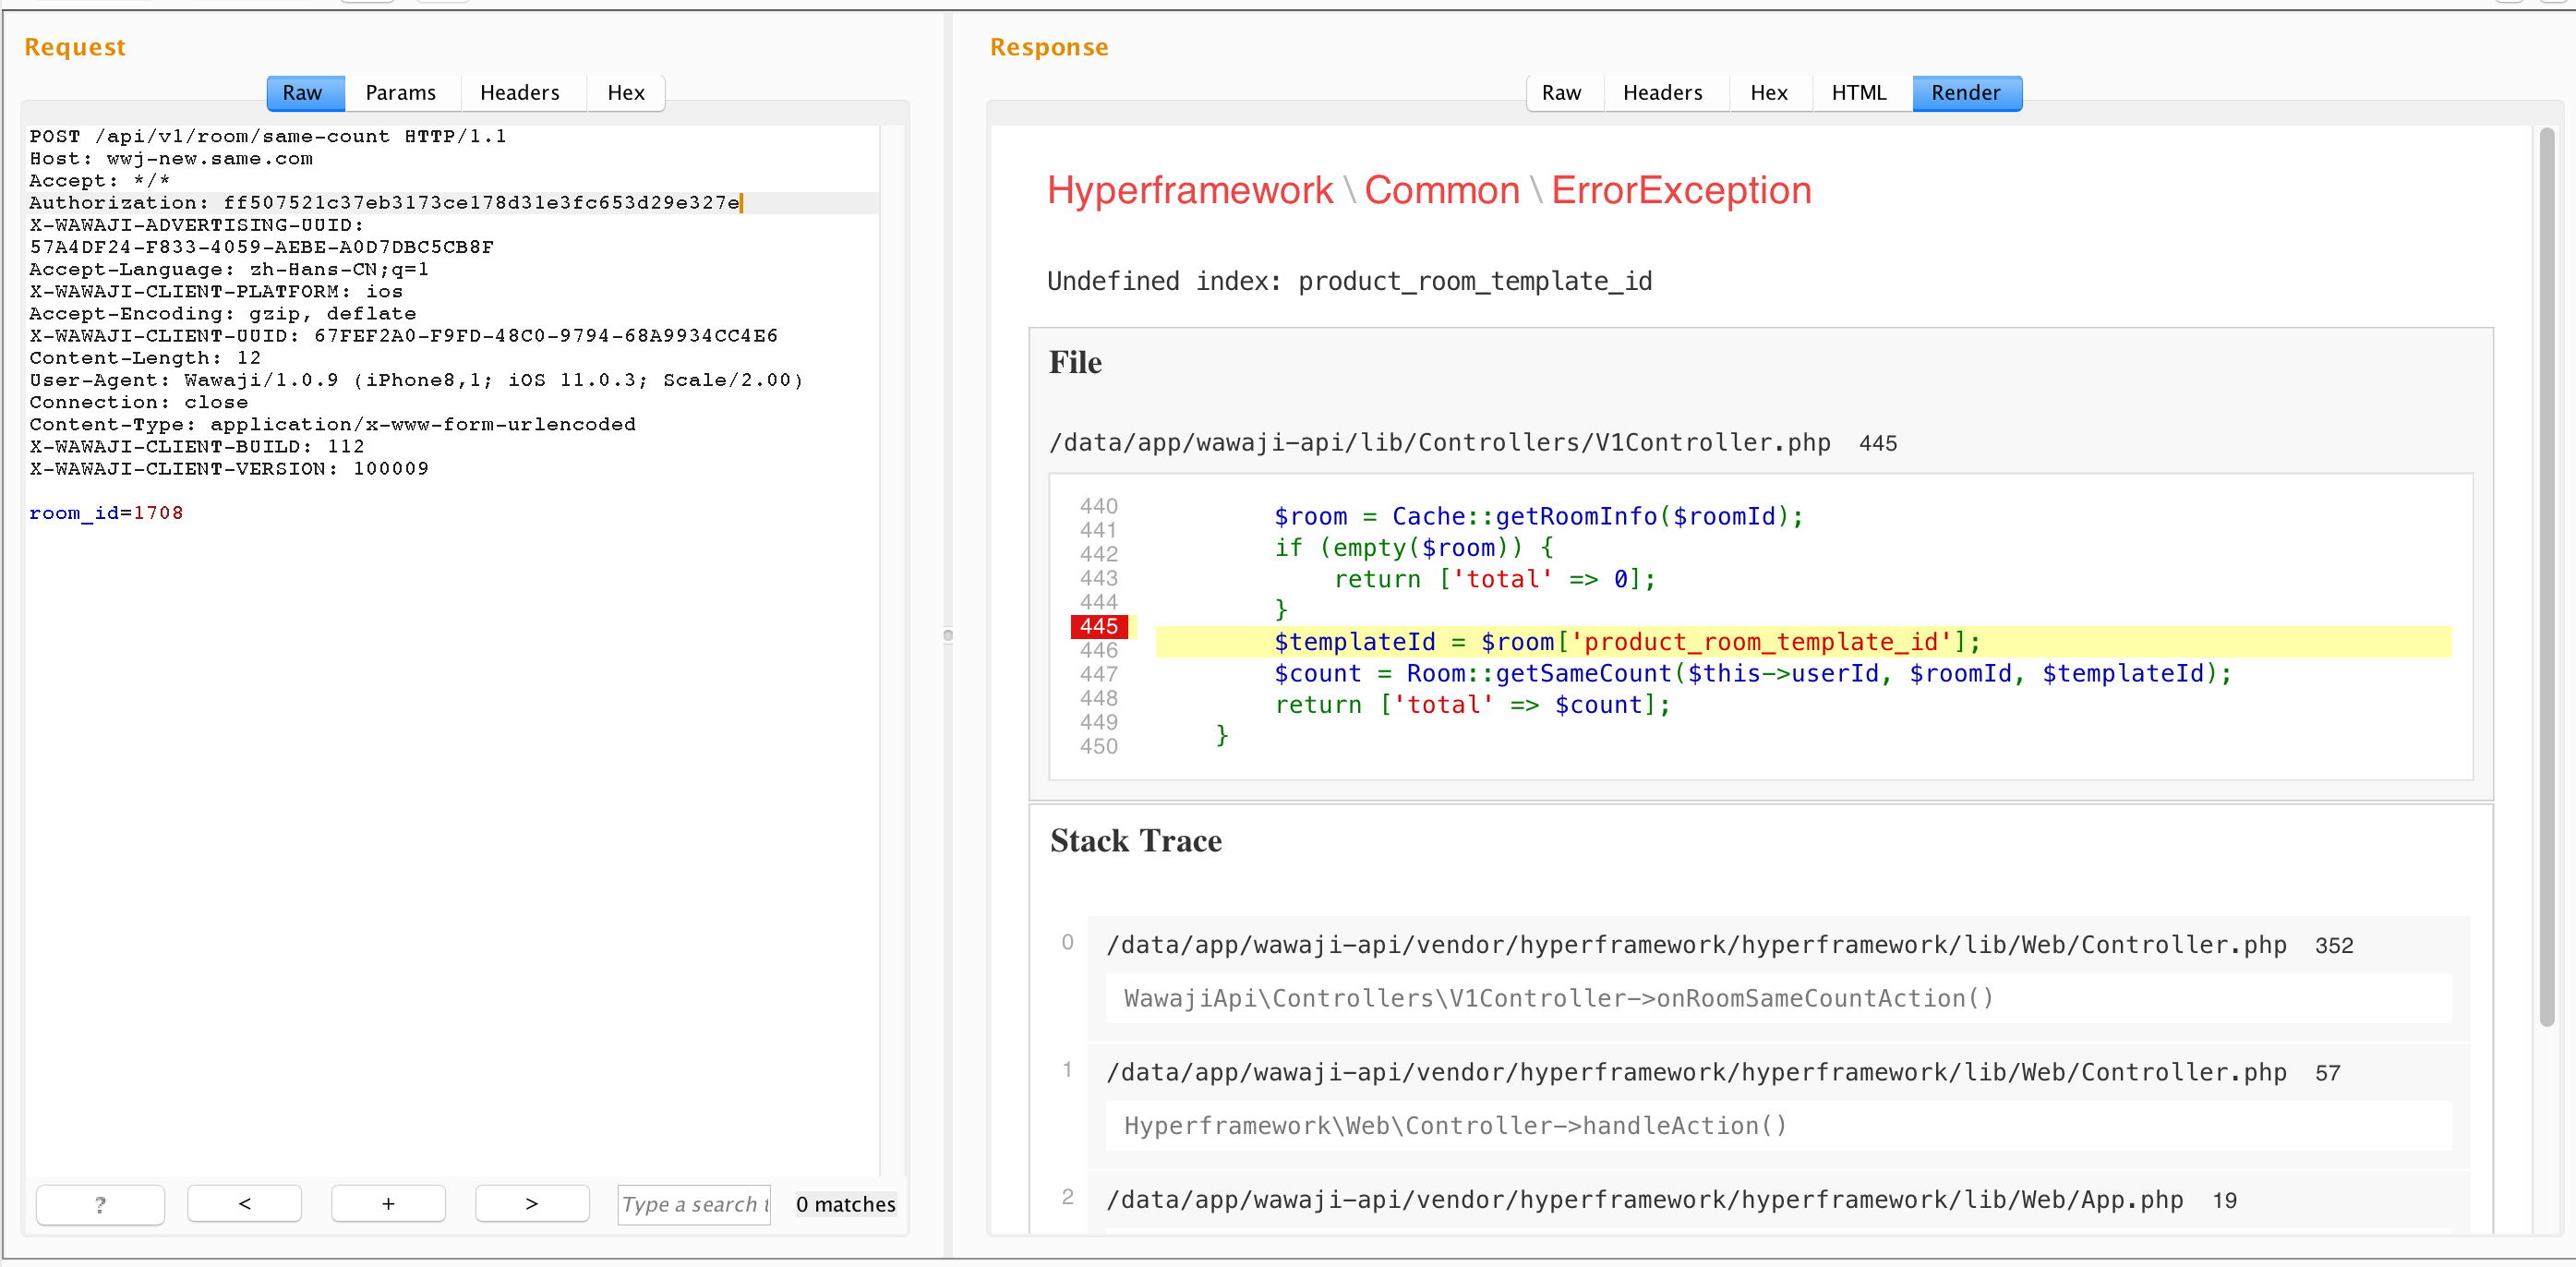 Request
Raw Params Headers Hex
POST /api/v1/room/same-count HTTP/1.1
Host: wwj-new.same.com
Accept: */*
Authorization: ff507521c37eb3173ce178d31e3fc653d29e327e
X-WAWAJI-ADVERTISING-UUID:
57A4DF24-F833-4059-AEBE-A0D7DBC5CB8F
Accept-Language: zh-Hans-CN;q=1
X-WAWAJI-CLIENT-PLATFORM: ios
Accept-Encoding: gzip, deflate
X-WAWAJI-CLIENT-UUID: 67FEF2A0-F9FD-48C0-9794-68A9934CC4E6
Content-Length: 12
User-Agent: Wawaji/1.0.9 (iPhone8,1; iOS 11.0.3; Scale/2.00)
Connection: close
Content-Type: application/x-www-form-urlencoded
X-WAWAJI-CLIENT-BUILD: 112
X-WAWAJI-CLIENT-VERSION: 100009
room_id=1708
? < + > Type a search t 0 matches
Response
Raw Headers Hex HTML Render
Hyperframework \ Common \ ErrorException
Undefined index: product_room_template_id
File
/data/app/wawaji-api/lib/Controllers/V1Controller.php 445
440
441
442
443
444
445
446
447
448
449
450
$room = Cache::getRoomInfo($roomId);
if (empty($room)) {
return ['total' => 0];
}
$templateId = $room['product_room_template_id'];
$count = Room::getSameCount($this->userId, $roomId, $templateId);
return ['total' => $count];
}
Stack Trace
0 /data/app/wawaji-api/vendor/hyperframework/hyperframework/lib/Web/Controller.php 352
WawajiApi\Controllers\V1Controller->onRoomSameCountAction()
1 /data/app/wawaji-api/vendor/hyperframework/hyperframework/lib/Web/Controller.php 57
Hyperframework\Web\Controller->handleAction()
2 /data/app/wawaji-api/vendor/hyperframework/hyperframework/lib/Web/App.php 19